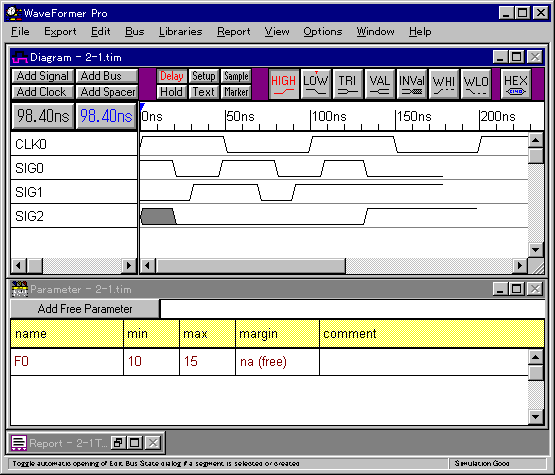 WaveFormer Pro
File Export Edit Bus Libraries Report View Options Window Help
Diagram - 2-1.tim
Add Signal Add Bus Delay Setup Sample HIGH LOW TRI VAL INVal WHI WLO HEX
Add Clock Add Spacer Hold Text Marker
98.40ns 98.40ns 0ns 50ns 100ns 150ns 200ns
CLK0
SIG0
SIG1
SIG2
Parameter - 2-1.tim
Add Free Parameter
name min max margin comment
F0 10 15 na (free)
Report - 2-1T...
Toggle automatic opening of Edit Bus State dialog if a segment is selected or created Simulation Good